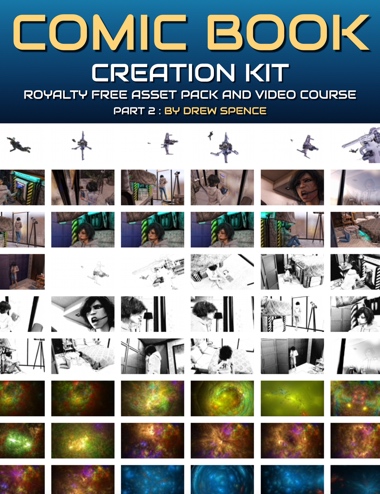 COMIC BOOK
CREATION KIT
ROYALTY FREE ASSET PACK AND VIDEO COURSE
PART 2 : BY DREW SPENCE